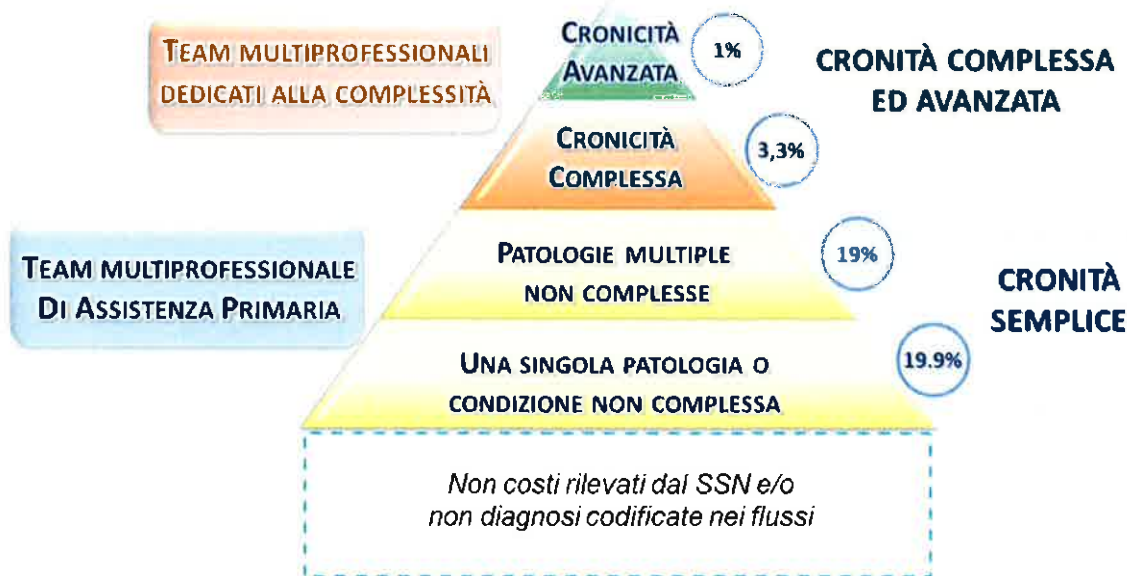 TEAM MULTIPROFESSIONALI
DEDICATI ALLA COMPLESSITÀ
CRONICITÀ
AVANZATA
1%
CRONITÀ COMPLESSA
ED AVANZATA
CRONICITÀ
COMPLESSA
3,3%
TEAM MULTIPROFESSIONALE
DI ASSISTENZA PRIMARIA
PATOLOGIE MULTIPLE
NON COMPLESSE
19%
CRONITÀ
SEMPLICE
UNA SINGOLA PATOLOGIA O
CONDIZIONE NON COMPLESSA
19.9%
Non costi rilevati dal SSN e/o
non diagnosi codificate nei flussi